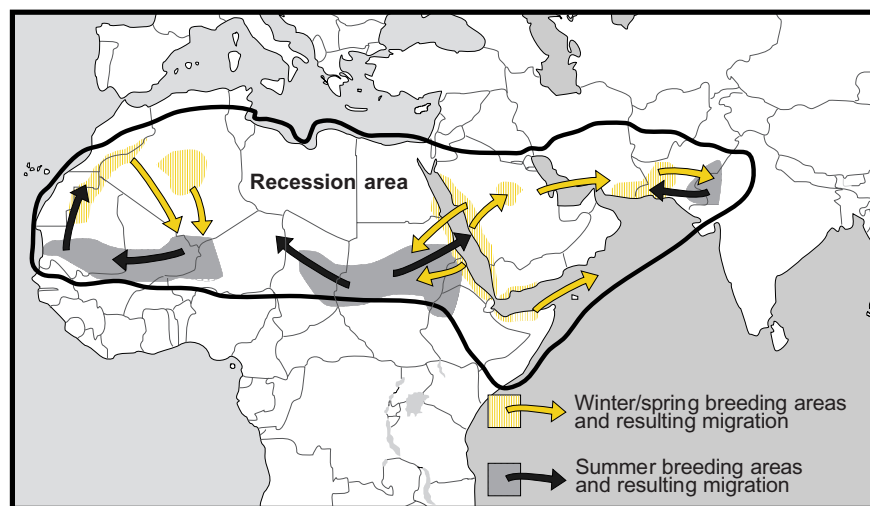 Recession area
Winter/spring breeding areas
and resulting migration
Summer breeding areas
and resulting migration